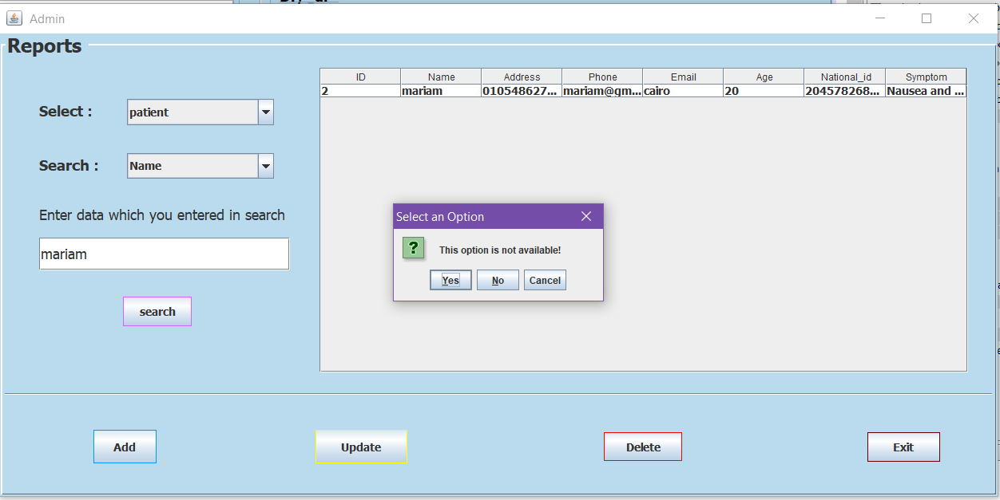 Admin
Reports
ID Name Address Phone Email Age National_id Symptom
2 mariam 010548627... mariam@gm... cairo 20 204578268... Nausea and ...
Select : patient
Search : Name
Enter data which you entered in search
mariam
search
Select an Option
? This option is not available!
Yes No Cancel
Add Update Delete Exit